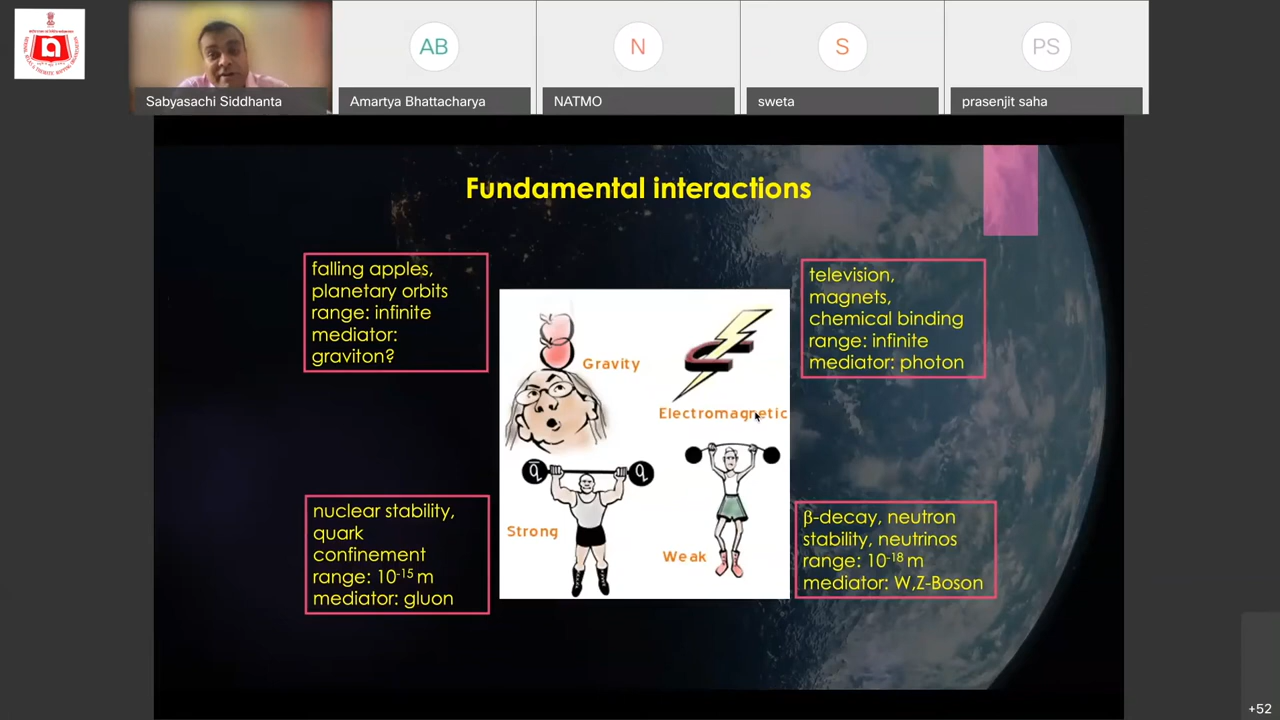 AB
N
S
PS
Sabyasachi Siddhanta
Amartya Bhattacharya
NATMO
sweta
prasenjit saha
Fundamental interactions
falling apples,
planetary orbits
range: infinite
mediator:
graviton?
television,
magnets,
chemical binding
range: infinite
mediator: photon
Gravity
Electromagnetic
q̄
q
Strong
Weak
nuclear stability,
quark
confinement
range: 10⁻¹⁵ m
mediator: gluon
β-decay, neutron
stability, neutrinos
range: 10⁻¹⁸ m
mediator: W,Z-Boson
+52